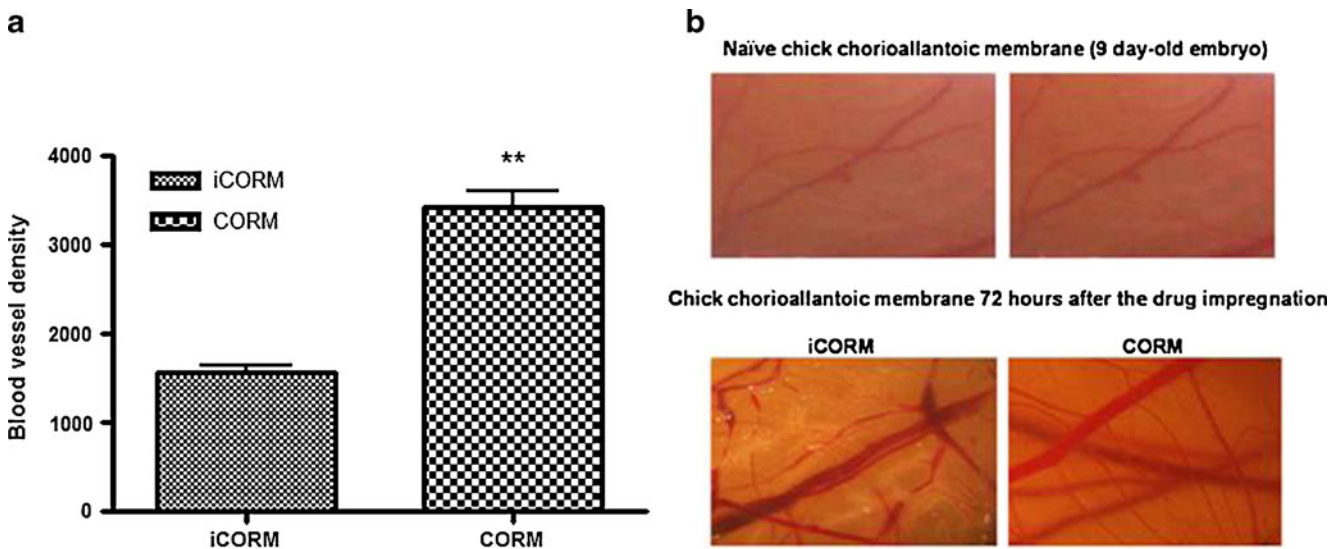 a
4000
3000
2000
1000
0
Blood vessel density
iCORM
CORM
**
iCORM
CORM
b
Naïve chick chorioallantoic membrane (9 day-old embryo)
Chick chorioallantoic membrane 72 hours after the drug impregnation
iCORM
CORM